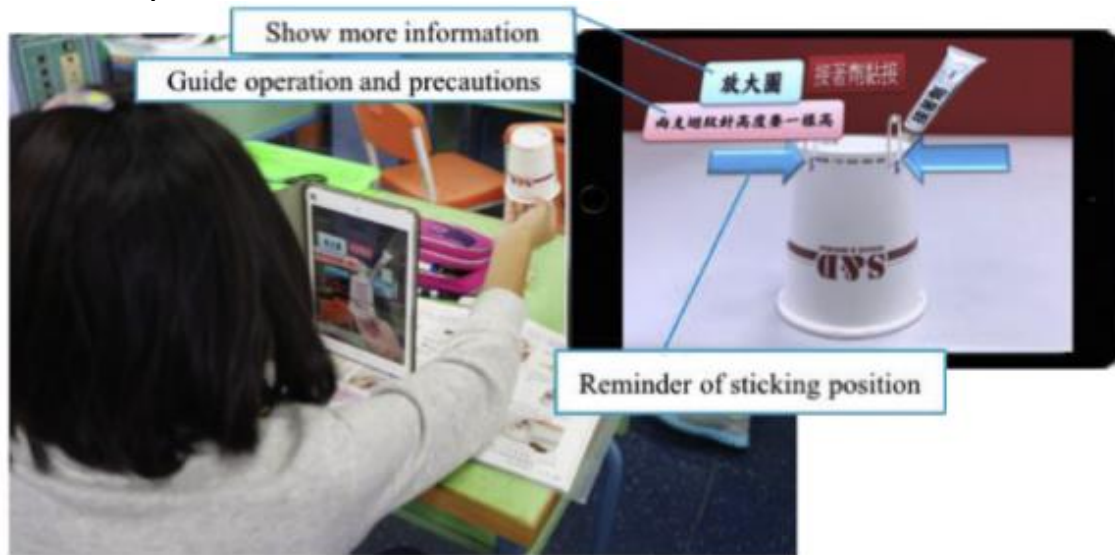 Show more information
Guide operation and precautions
放大圖
接著劑黏接
兩支迴紋針高度要一樣高
S&D
Reminder of sticking position